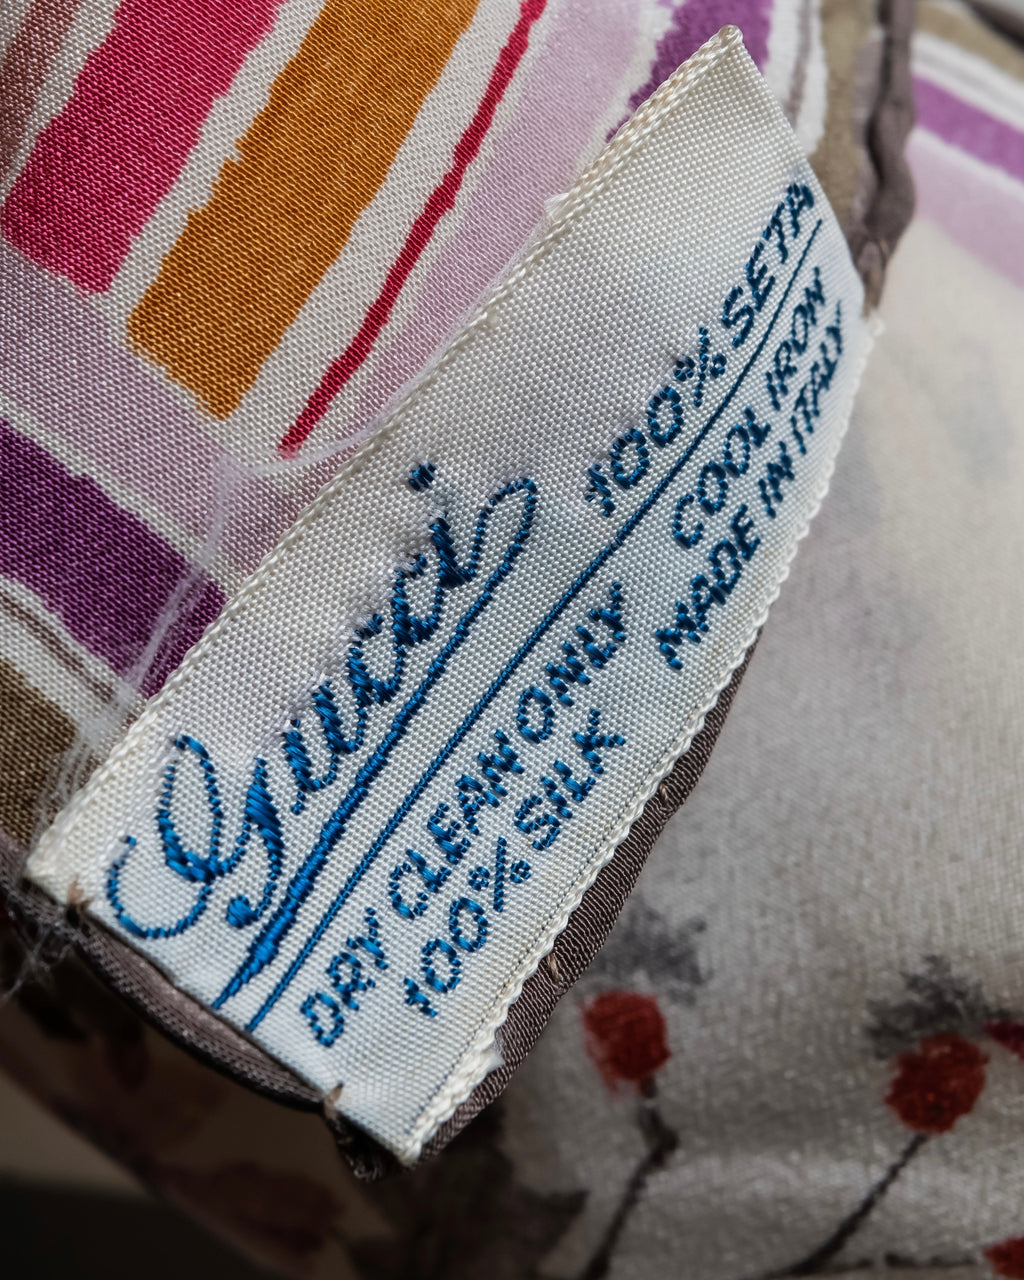 Gucci
100% SETA
DRY CLEAN ONLY COOL IRON
100% SILK MADE IN ITALY